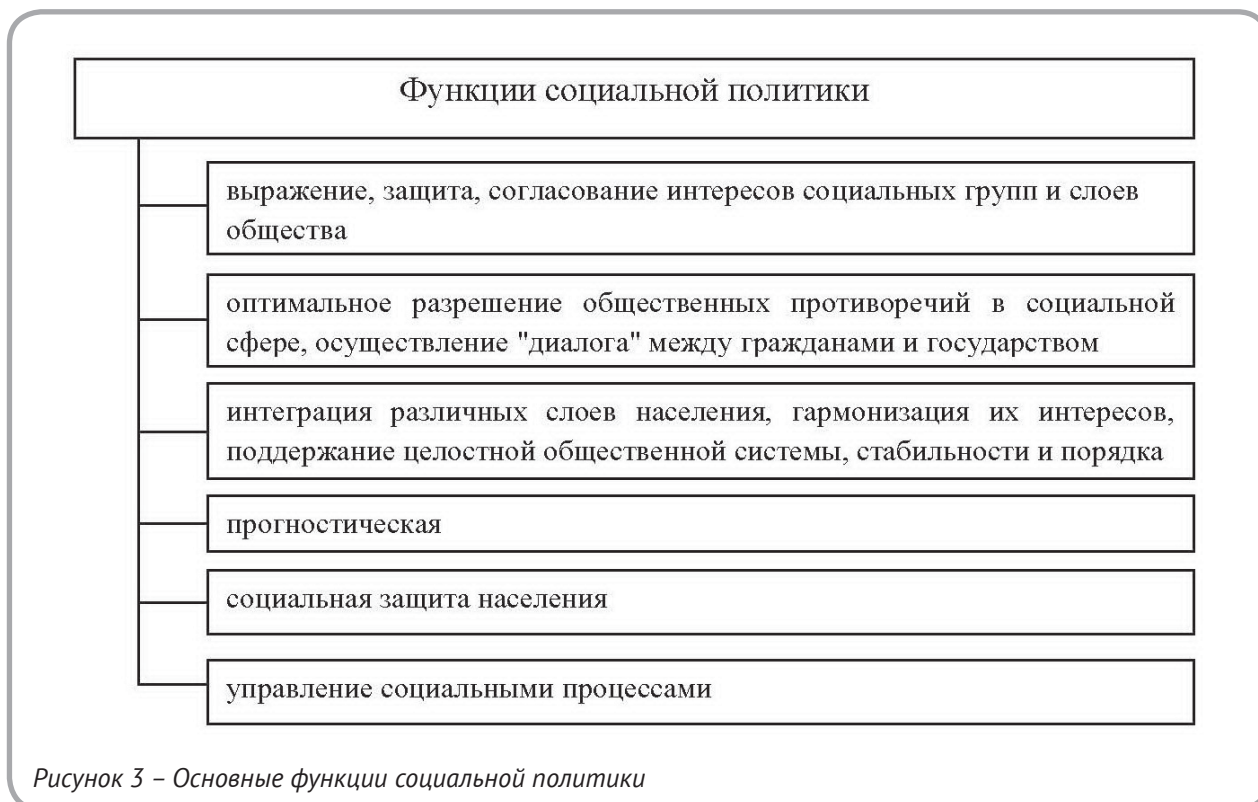 Функции социальной политики
выражение, защита, согласование интересов социальных групп и слоев
общества
оптимальное разрешение общественных противоречий в социальной
сфере, осуществление "диалога" между гражданами и государством
интеграция различных слоев населения, гармонизация их интересов,
поддержание целостной общественной системы, стабильности и порядка
прогностическая
социальная защита населения
управление социальными процессами
Рисунок 3 – Основные функции социальной политики